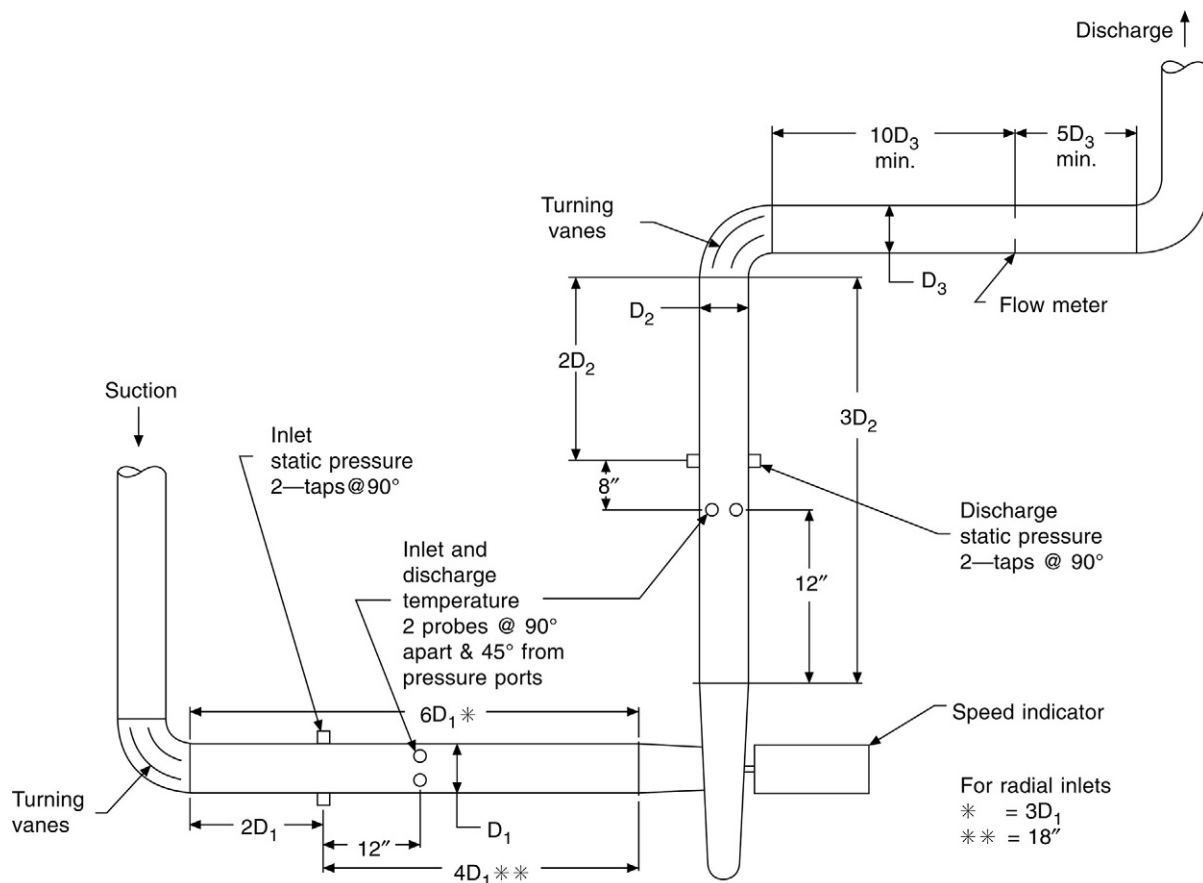 Discharge
10D₃
min.
5D₃
min.
Turning
vanes
D₃
Flow meter
D₂
2D₂
3D₂
Suction
Inlet
static pressure
2—taps@90°
8″
Discharge
static pressure
2—taps @ 90°
Inlet and
discharge
temperature
2 probes @ 90°
apart & 45° from
pressure ports
12″
6D₁*
Speed indicator
Turning
vanes
2D₁
12″
D₁
4D₁**
For radial inlets
* = 3D₁
** = 18″